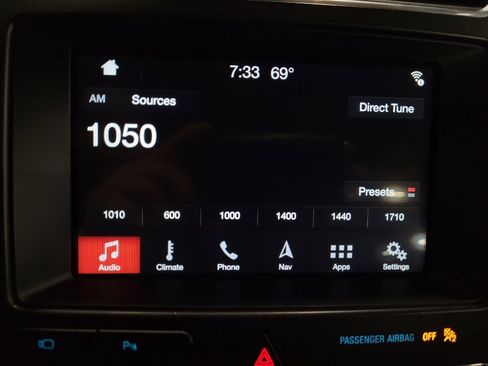 7:33 69°
AM Sources
Direct Tune
1050
Presets
1010 600 1000 1400 1440 1710
Audio Climate Phone Nav Apps Settings
PASSENGER AIRBAG OFF